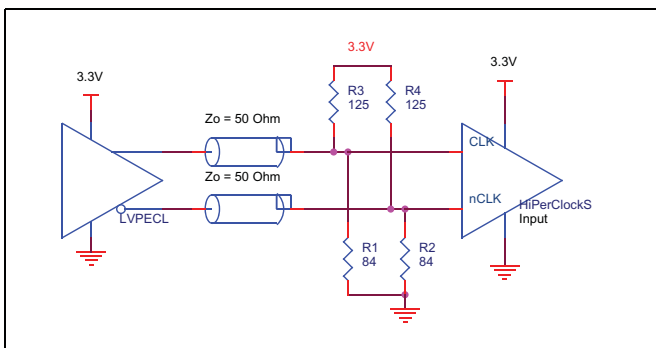 3.3V
3.3V
3.3V
R3
125
R4
125
Zo = 50 Ohm
CLK
Zo = 50 Ohm
LVPECL
nCLK
HiPerClockS
Input
R1
84
R2
84